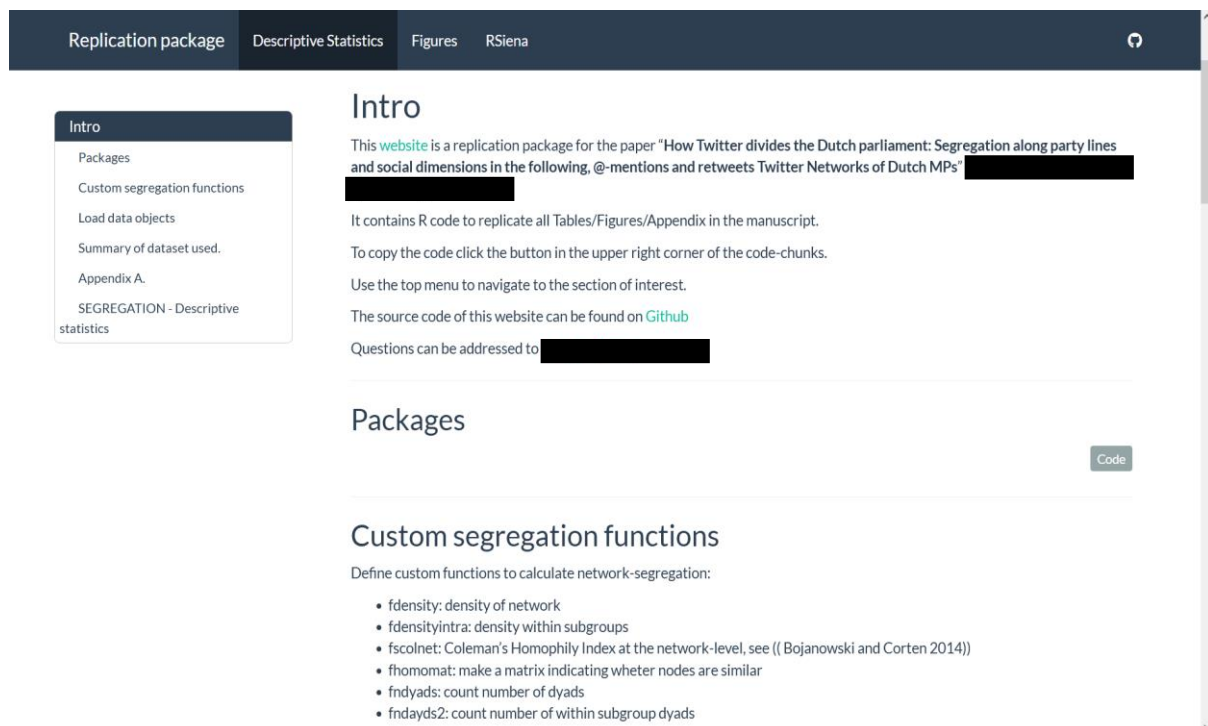 Replication package Descriptive Statistics Figures RSiena
Intro
Packages
Custom segregation functions
Load data objects
Summary of dataset used.
Appendix A.
SEGREGATION - Descriptive
statistics
Intro
This website is a replication package for the paper “How Twitter divides the Dutch parliament: Segregation along party lines
and social dimensions in the following, @-mentions and retweets Twitter Networks of Dutch MPs”
It contains R code to replicate all Tables/Figures/Appendix in the manuscript.
To copy the code click the button in the upper right corner of the code-chunks.
Use the top menu to navigate to the section of interest.
The source code of this website can be found on Github
Questions can be addressed to
Packages
Code
Custom segregation functions
Define custom functions to calculate network-segregation:
• fdensity: density of network
• fdensityintra: density within subgroups
• fscolnet: Coleman’s Homophily Index at the network-level, see (( Bojanowski and Corten 2014))
• fhomomat: make a matrix indicating wheter nodes are similar
• fndyads: count number of dyads
• fndayds2: count number of within subgroup dyads